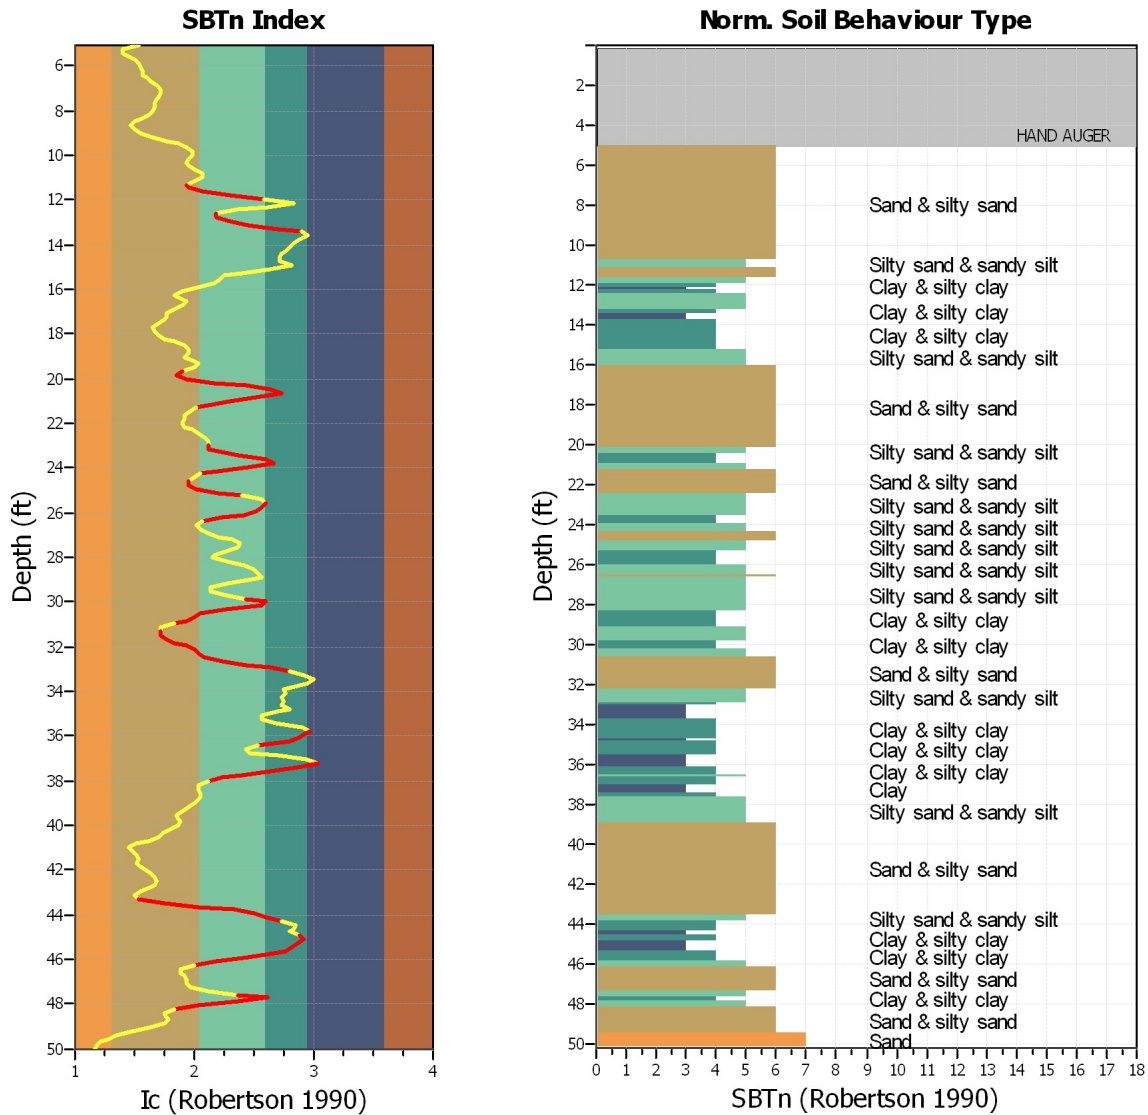 SBTn Index
6
8
10
12
14
16
18
20
22
24
26
28
30
32
34
36
38
40
42
44
46
48
50
Depth (ft)
1
2
3
4
Ic (Robertson 1990)
Norm. Soil Behaviour Type
2
4
6
8
10
12
14
16
18
20
22
24
26
28
30
32
34
36
38
40
42
44
46
48
50
Depth (ft)
HAND AUGER
Sand & silty sand
Silty sand & sandy silt
Clay & silty clay
Clay & silty clay
Clay & silty clay
Silty sand & sandy silt
Sand & silty sand
Silty sand & sandy silt
Sand & silty sand
Silty sand & sandy silt
Silty sand & sandy silt
Silty sand & sandy silt
Silty sand & sandy silt
Silty sand & sandy silt
Clay & silty clay
Clay & silty clay
Sand & silty sand
Silty sand & sandy silt
Clay & silty clay
Clay & silty clay
Clay & silty clay
Clay
Silty sand & sandy silt
Sand & silty sand
Silty sand & sandy silt
Clay & silty clay
Clay & silty clay
Sand & silty sand
Clay & silty clay
Sand & silty sand
Sand
0 1 2 3 4 5 6 7 8 9 10 11 12 13 14 15 16 17 18
SBTn (Robertson 1990)